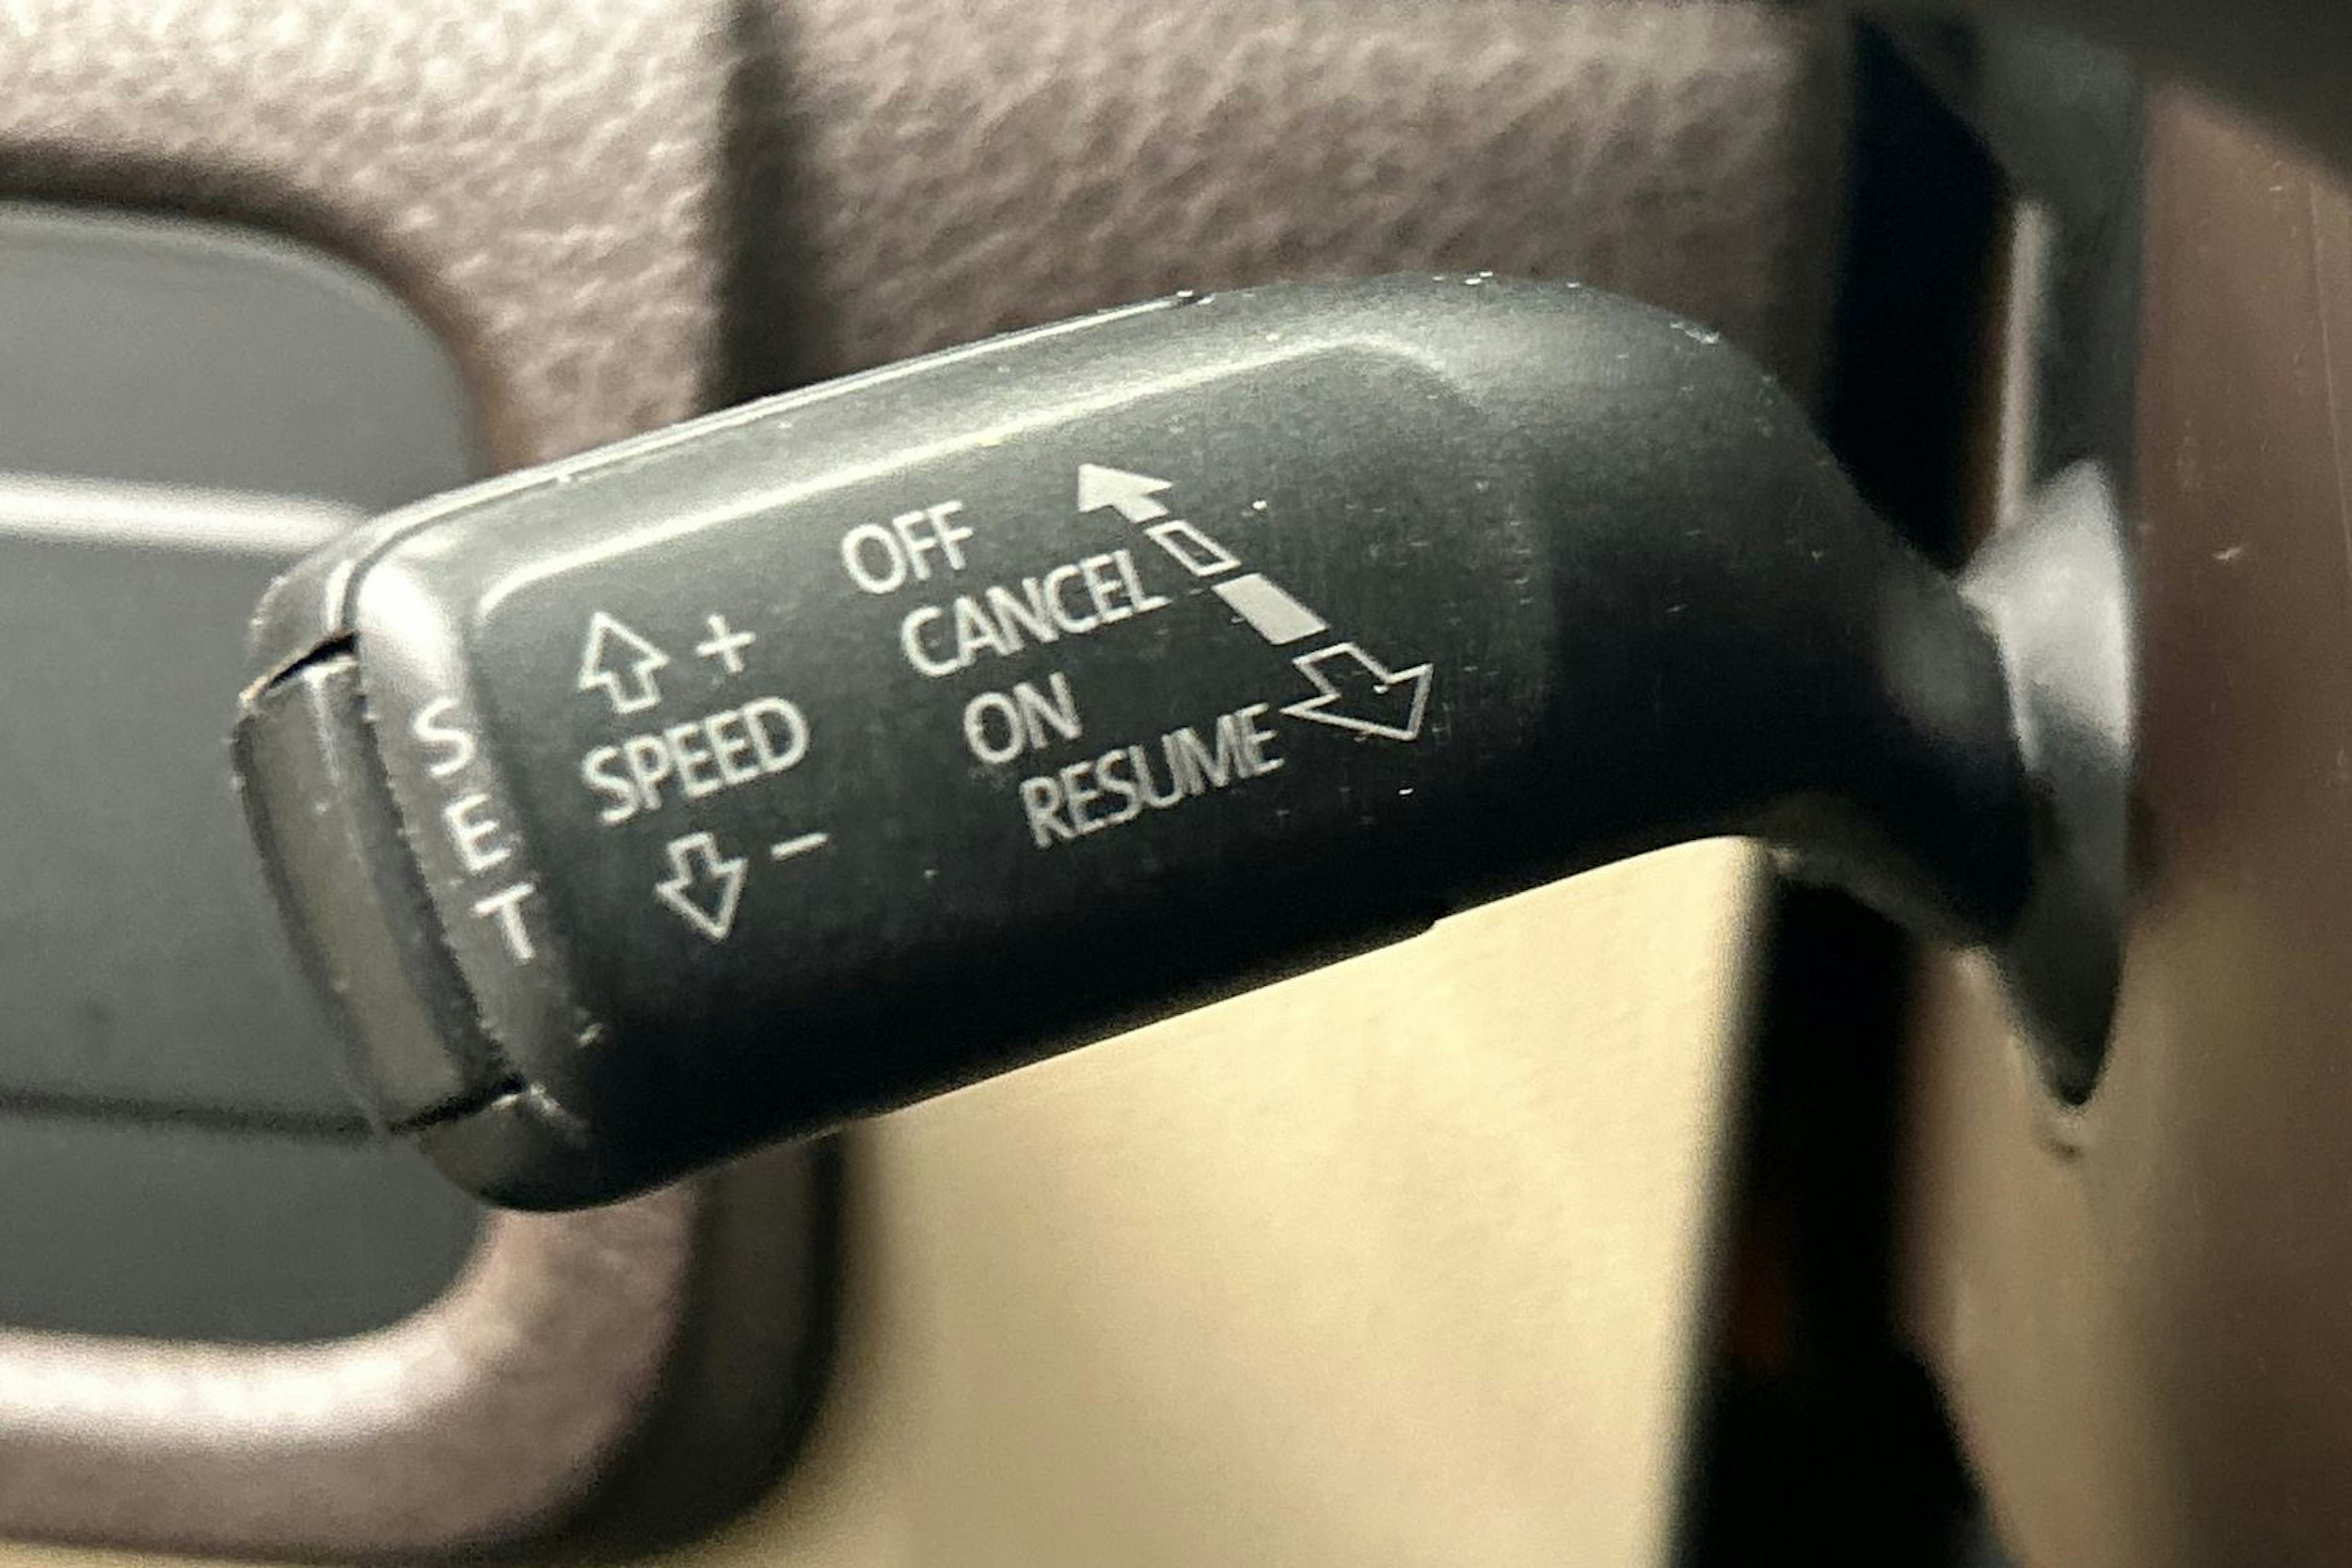 SET
+
SPEED
−
OFF
CANCEL
ON
RESUME